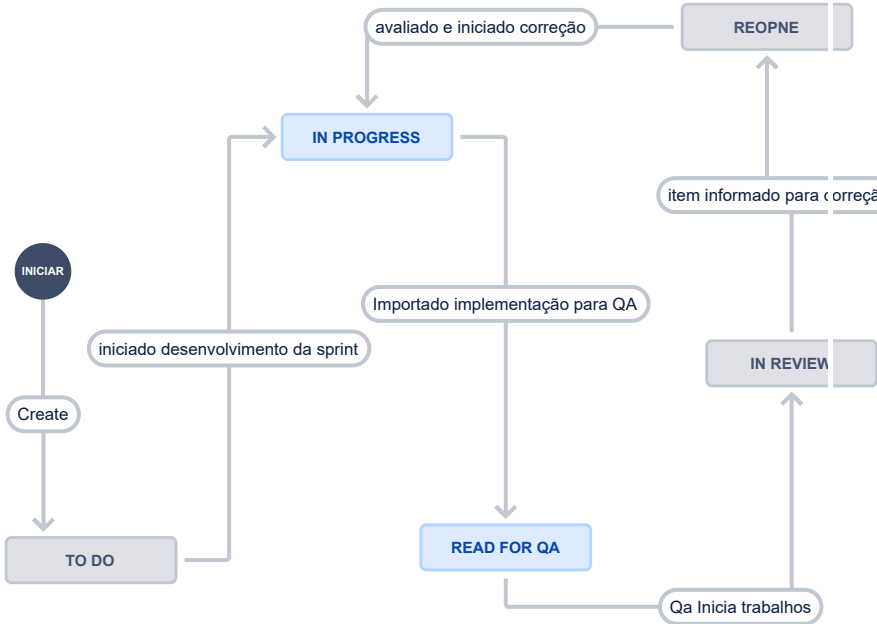 REOPNE
avaliado e iniciado correção
IN PROGRESS
item informado para correçã
INICIAR
Importado implementação para QA
iniciado desenvolvimento da sprint
IN REVIEW
Create
READ FOR QA
TO DO
Qa Inicia trabalhos